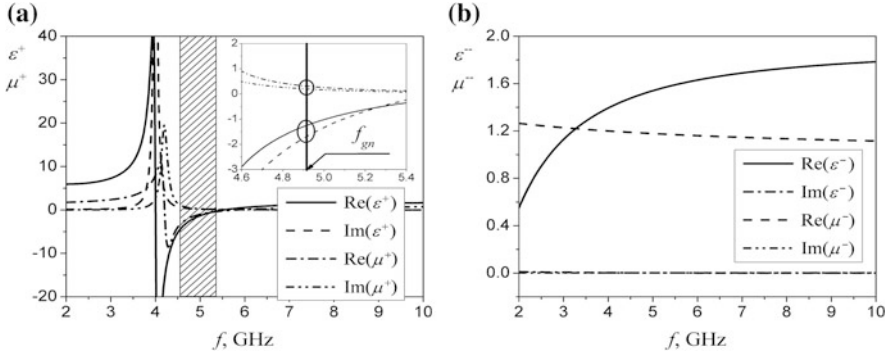 (a)
ε⁺
μ⁺
40
30
20
10
0
-10
-20
2 3 4 5 6 7 8 9 10
f, GHz
2
1
0
-1
-2
-3
4.6 4.8 5.0 5.2 5.4
f_gn
Re(ε⁺)
Im(ε⁺)
Re(μ⁺)
Im(μ⁺)
(b)
ε⁻
μ⁻
2.0
1.6
1.2
0.8
0.4
0.0
2 3 4 5 6 7 8 9 10
f, GHz
Re(ε⁻)
Im(ε⁻)
Re(μ⁻)
Im(μ⁻)